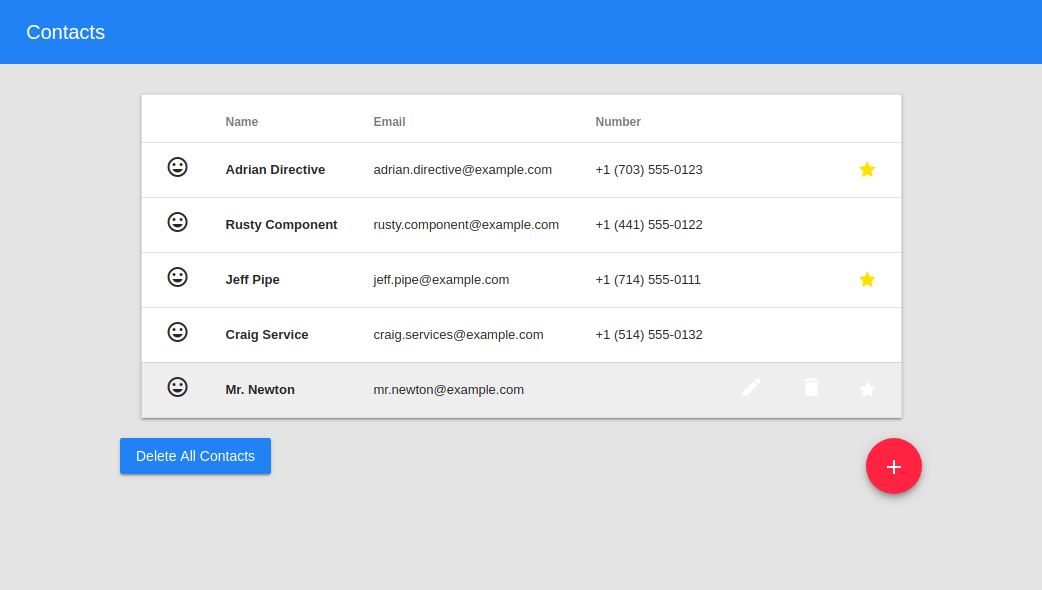 Contacts
Name Email Number
Adrian Directive adrian.directive@example.com +1 (703) 555-0123
Rusty Component rusty.component@example.com +1 (441) 555-0122
Jeff Pipe jeff.pipe@example.com +1 (714) 555-0111
Craig Service craig.services@example.com +1 (514) 555-0132
Mr. Newton mr.newton@example.com
Delete All Contacts
+